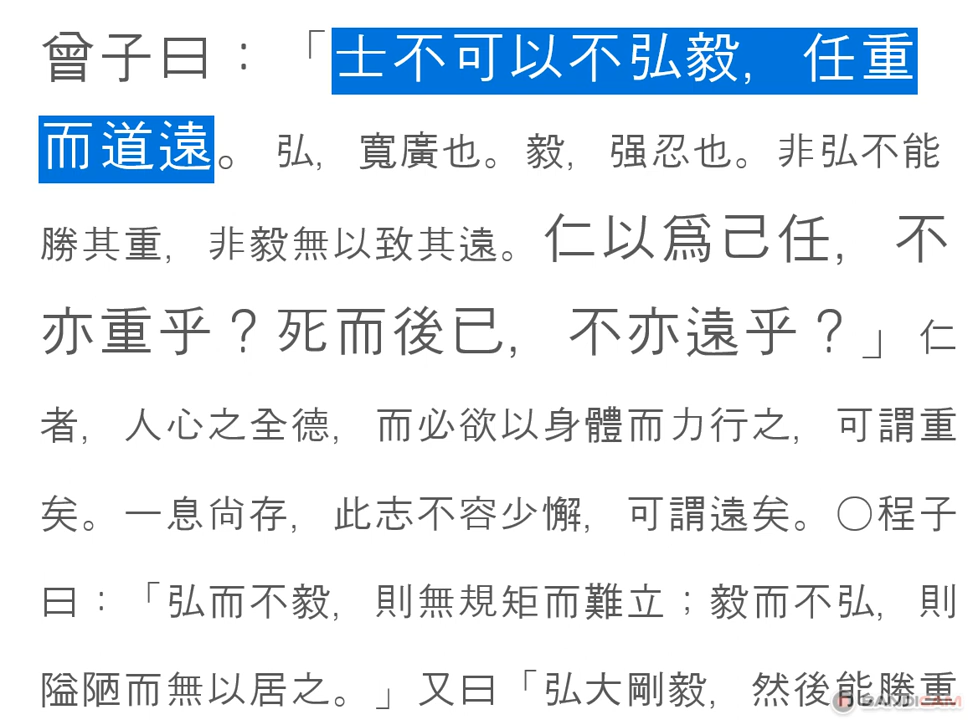 曾子曰：「士不可以不弘毅，任重
而道遠。弘，寬廣也。毅，强忍也。非弘不能
勝其重，非毅無以致其遠。仁以爲己任，不
亦重乎？死而後已，不亦遠乎？」仁
者，人心之全德，而必欲以身體而力行之，可謂重
矣。一息尙存，此志不容少懈，可謂遠矣。〇程子
曰：「弘而不毅，則無規矩而難立；毅而不弘，則
隘陋而無以居之。」又曰「弘大剛毅，然後能勝重
BANDICAM